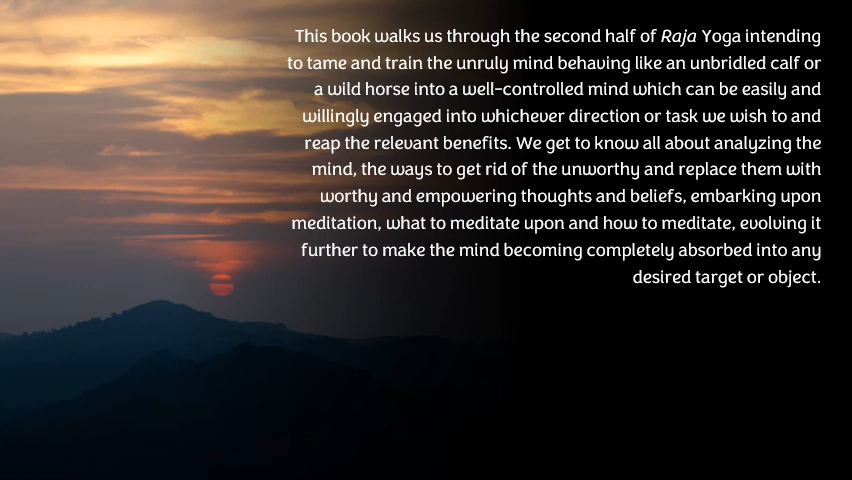 This book walks us through the second half of Raja Yoga intending
to tame and train the unruly mind behaving like an unbridled calf or
a wild horse into a well-controlled mind which can be easily and
willingly engaged into whichever direction or task we wish to and
reap the relevant benefits. We get to know all about analyzing the
mind, the ways to get rid of the unworthy and replace them with
worthy and empowering thoughts and beliefs, embarking upon
meditation, what to meditate upon and how to meditate, evolving it
further to make the mind becoming completely absorbed into any
desired target or object.